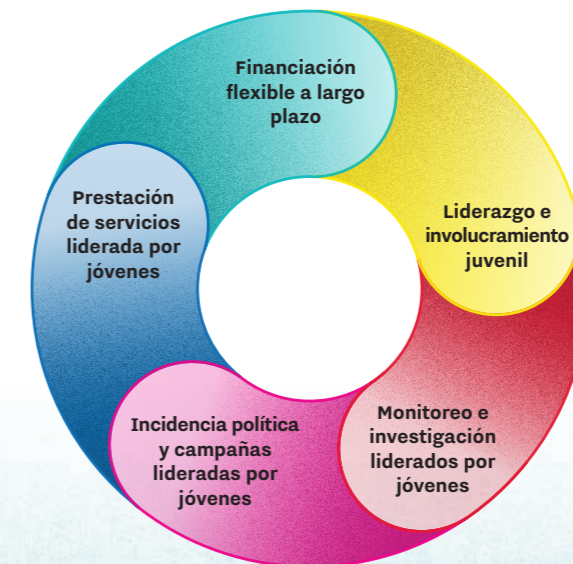 Financiación
flexible a largo
plazo
Liderazgo e
involucramiento
juvenil
Monitoreo e
investigación
liderados por
jóvenes
Incidencia política
y campañas
lideradas por
jóvenes
Prestación
de servicios
liderada por
jóvenes